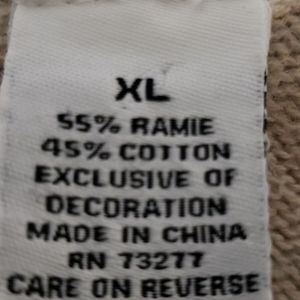 XL
55% RAMIE
45% COTTON
EXCLUSIVE OF
DECORATION
MADE IN CHINA
RN 73277
CARE ON REVERSE